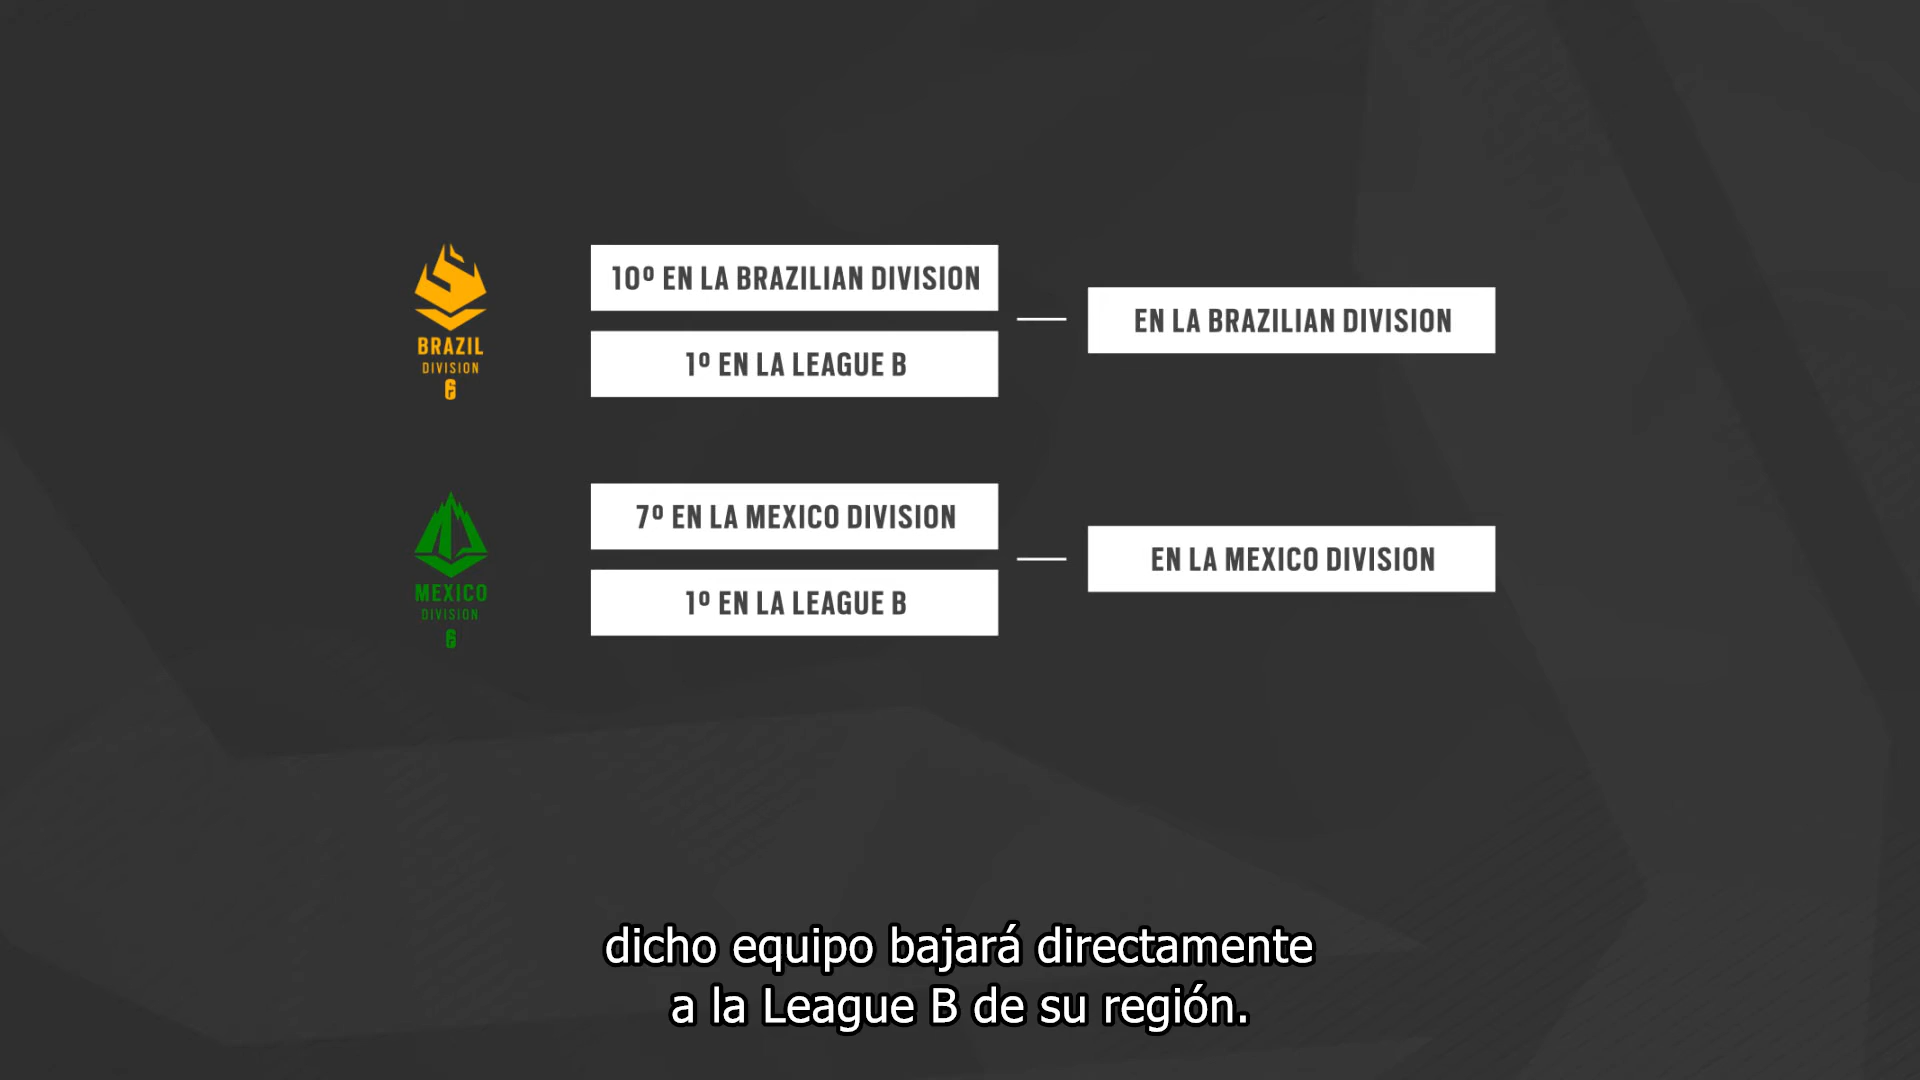 BRAZIL
DIVISION
10º EN LA BRAZILIAN DIVISION
1º EN LA LEAGUE B
EN LA BRAZILIAN DIVISION
MEXICO
DIVISION
7º EN LA MEXICO DIVISION
1º EN LA LEAGUE B
EN LA MEXICO DIVISION
dicho equipo bajará directamente
a la League B de su región.